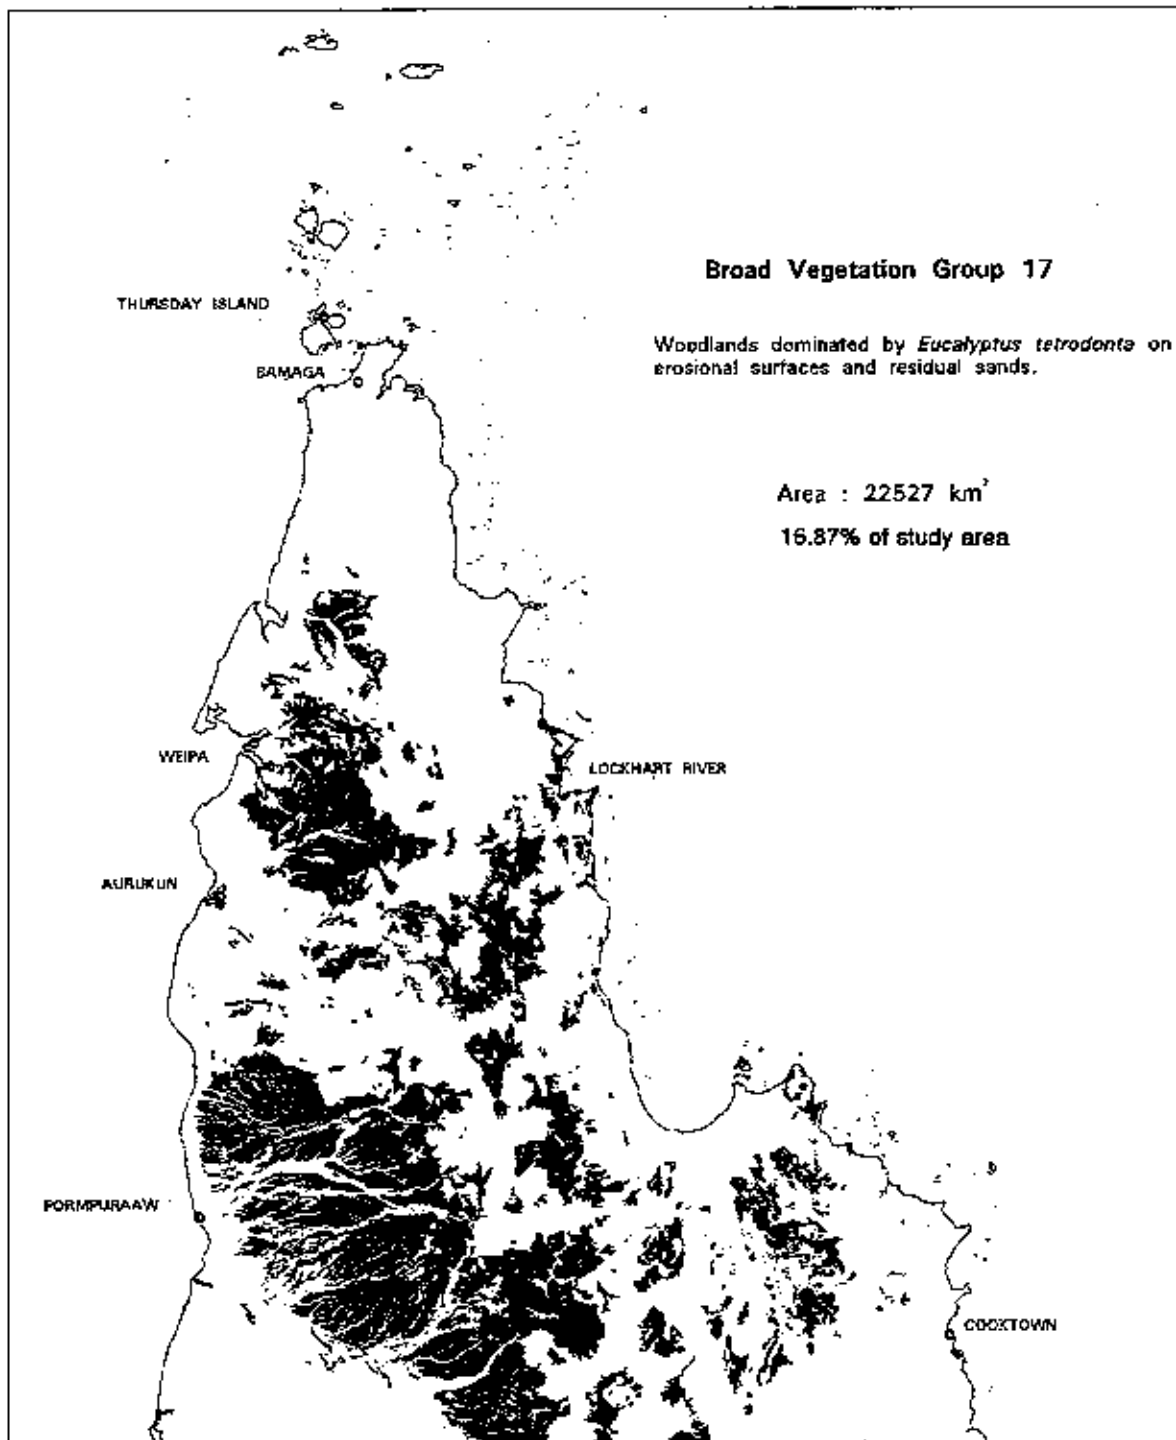 Broad Vegetation Group 17
THURSDAY ISLAND
Woodlands dominated by Eucalyptus tetrodonta on
erosional surfaces and residual sands.
BAMAGA
Area : 22527 km²
16.87% of study area
WEIPA
LOCKHART RIVER
AURUKUN
PORMPURAAW
COOKTOWN